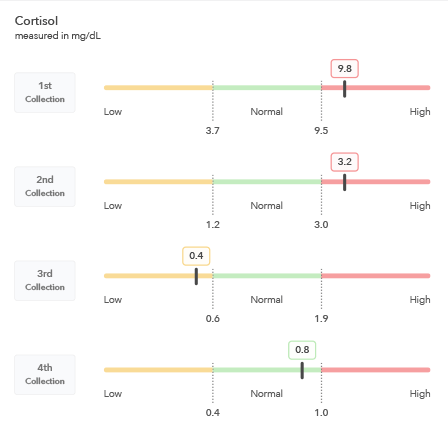 Cortisol
measured in mg/dL
1st
Collection
9.8
Low
Normal
High
3.7
9.5
2nd
Collection
3.2
Low
Normal
High
1.2
3.0
3rd
Collection
0.4
Low
Normal
High
0.6
1.9
4th
Collection
0.8
Low
Normal
High
0.4
1.0